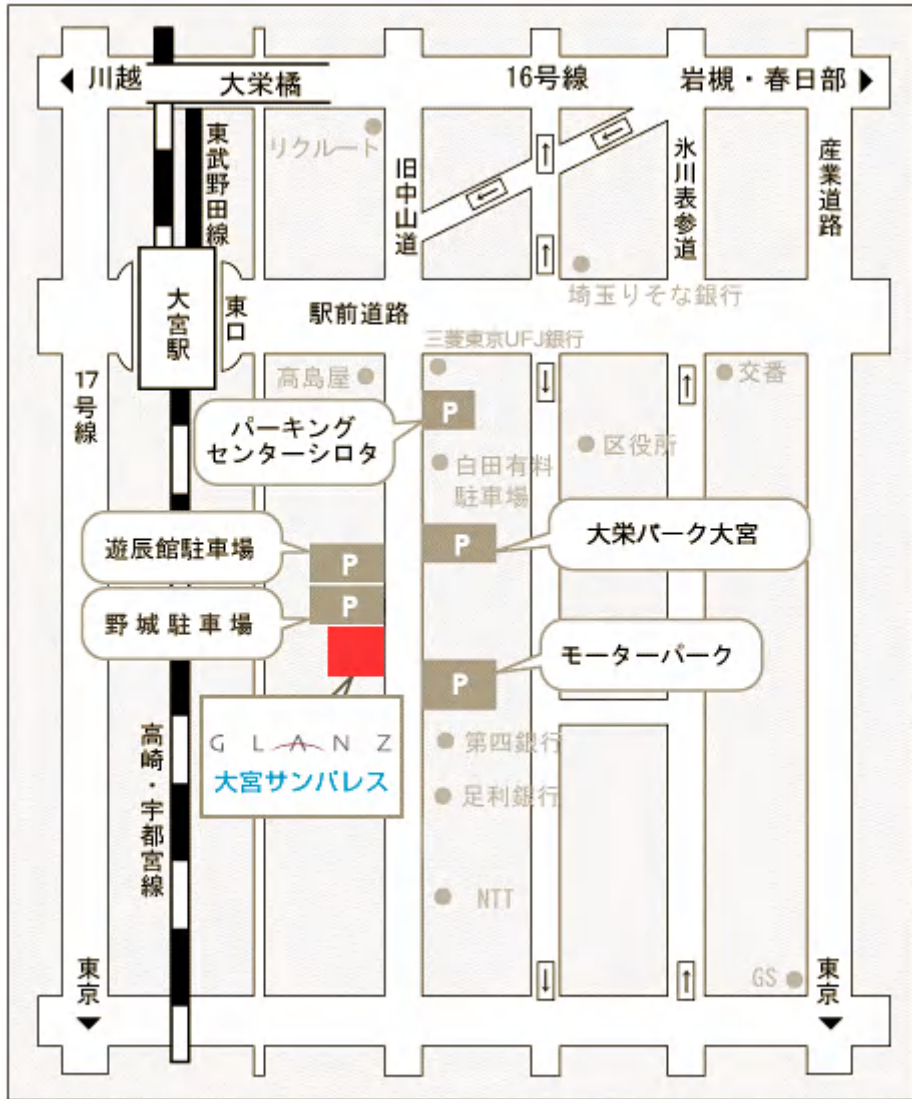 ◀ 川越
大栄橋
16号線
岩槻・春日部 ▶
東武野田線
リクルート
旧中山道
氷川表参道
産業道路
←
↑
←
↑
埼玉りそな銀行
大宮駅
東口
駅前道路
三菱東京UFJ銀行
17号線
高島屋
↓
↑
交番
P
パーキング
センターシロタ
区役所
白田有料
駐車場
遊辰館駐車場
P
P
大栄パーク大宮
野城駐車場
P
P
モーターパーク
GLANZ
大宮サンパレス
第四銀行
足利銀行
高崎・宇都宮線
NTT
東京
▼
↓
↑
GS
東京
▼